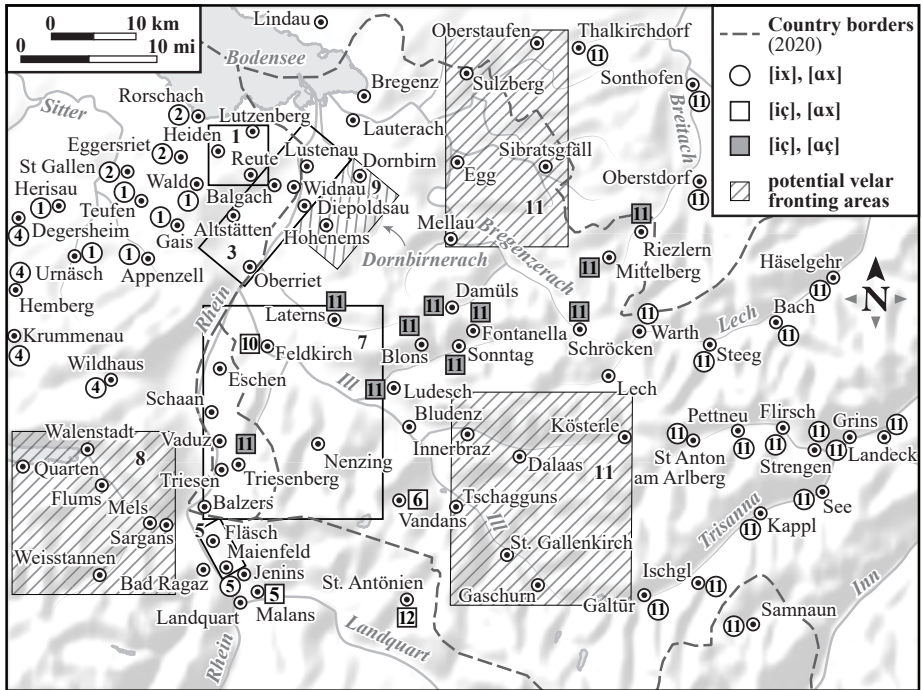 0 10 km
0 10 mi
Lindau
Bodensee
Bregenz
Lauterach
Oberstaufen
Sulzberg
Thalkirchdorf
11
Sonthofen
11
Breitach
Country borders
(2020)
[ix], [ɑx]
[iç], [ɑx]
[iç], [ɑç]
potential velar
fronting areas
Sitter
Rorschach
2
Lutzenberg
1
Heiden
Eggersriet
2
Reute
Lustenau
Dornbirn
9
St Gallen
2
Wald
1
Balgach
Widnau
Herisau
1
Teufen
1
Altstätten
Diepoldsau
Degersheim
4
Gais
1
Hohenems
Dornbirnerach
Urnäsch
1
Appenzell
1
3
Oberriet
Hemberg
4
Egg
Sibratsgfäll
11
Mellau
Bregenzerach
Oberstdorf
11
11
Riezlern
Mittelberg
11
Häselgehr
11
N
Rhein
Laterns
11
Damüls
11
11
Fontanella
11
Blons
Sonntag
11
11
Schröcken
11
Warth
Lech
Bach
11
Steeg
11
Krummenau
4
10
Feldkirch
7
Wildhaus
4
Eschen
Ill
11
Ludesch
Lech
Schaan
Bludenz
Vaduz
11
Nenzing
Innerbraz
Kösterle
Dalaas
11
Pettneu
11
Flirsch
11
Grins
11
11
St Anton
am Arlberg
11
Strengen
11
Landeck
Walenstadt
8
Quarten
Flums
Triesen
Triesenberg
Mels
Sargans
Balzers
6
Vandans
Tschagguns
Ill
See
11
Kappl
11
Trisanna
Weisstannen
5
Fläsch
Maienfeld
St. Gallenkirch
Bad Ragaz
5
Jenins
5
Malans
St. Antönien
12
Gaschurn
Galtür
11
Ischgl
11
Inn
Landquart
Landquart
Rhein
11
Samnaun